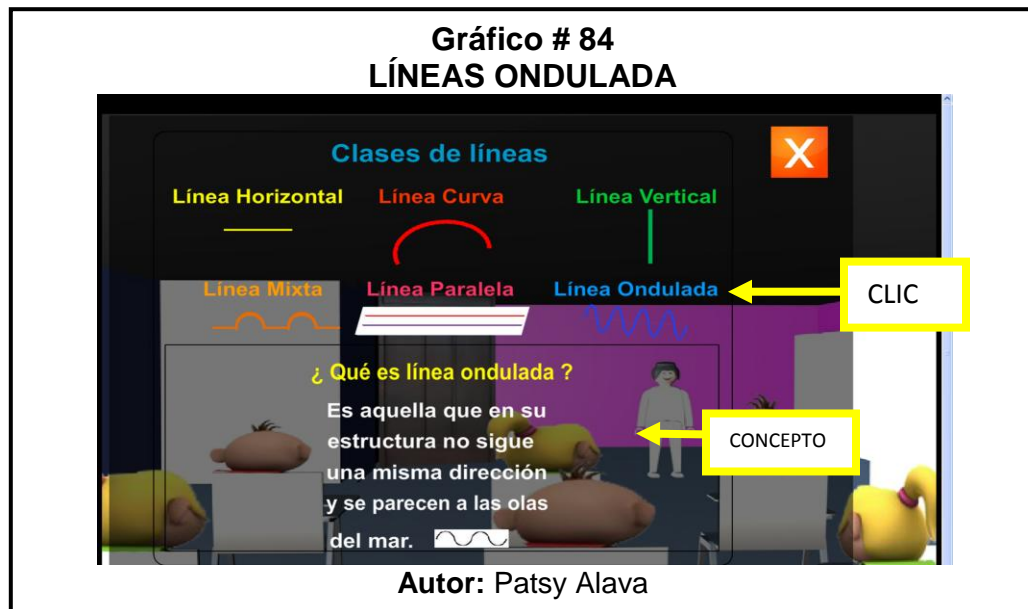 Gráfico # 84
LÍNEAS ONDULADA
Clases de líneas
X
Línea Horizontal Línea Curva Línea Vertical
Línea Mixta Línea Paralela Línea Ondulada
CLIC
¿ Qué es línea ondulada ?
Es aquella que en su
estructura no sigue
una misma dirección
y se parecen a las olas
del mar.
CONCEPTO
Autor: Patsy Alava